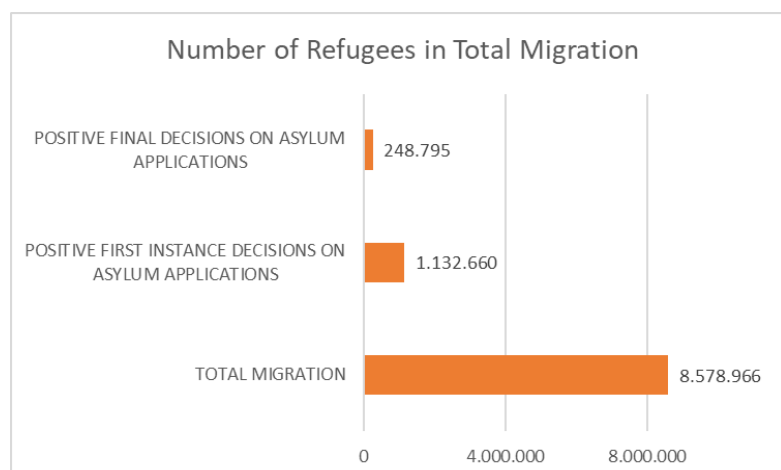 Number of Refugees in Total Migration
POSITIVE FINAL DECISIONS ON ASYLUM
APPLICATIONS
248.795
POSITIVE FIRST INSTANCE DECISIONS ON
ASYLUM APPLICATIONS
1.132.660
TOTAL MIGRATION
8.578.966
0
4.000.000
8.000.000